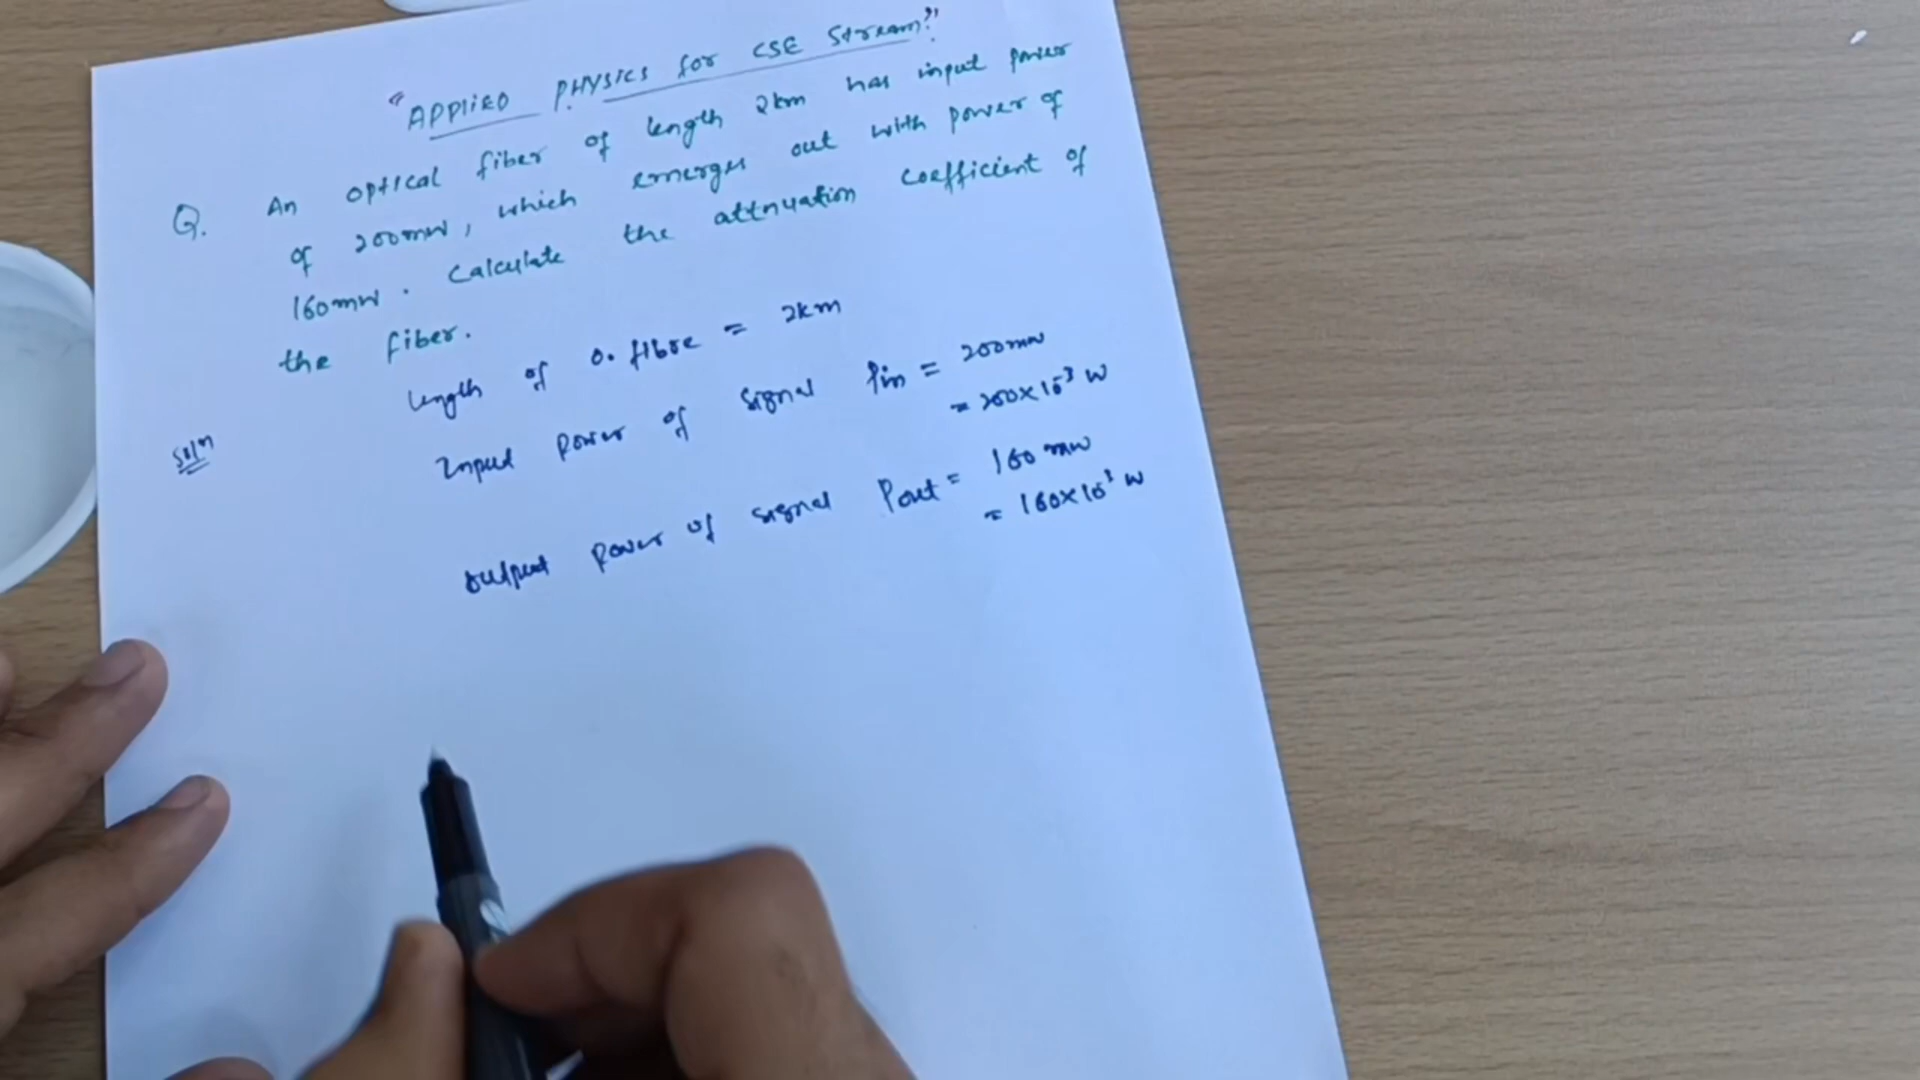 "APPLIED PHYSICS for CSE Stream"
Q. An optical fiber of length 2km has input power
of 200mw, which emerges out with power of
160mw. Calculate the attnuation coefficient of
the fiber.
Soln length of o. fibre = 2km
Input power of signal Pin = 200mw
= 200×10⁻³ W
output power of signal Pout = 160 mw
= 160×10⁻³ W